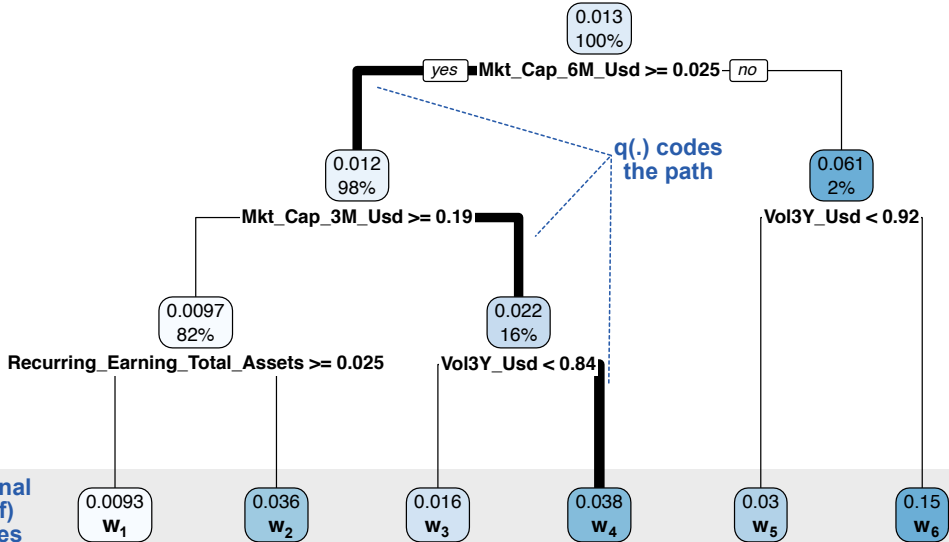 0.013
100%
yes Mkt_Cap_6M_Usd >= 0.025 no
q(.) codes
the path
0.012
98%
0.061
2%
Mkt_Cap_3M_Usd >= 0.19
Vol3Y_Usd < 0.92
0.0097
82%
0.022
16%
Recurring_Earning_Total_Assets >= 0.025
Vol3Y_Usd < 0.84
0.0093
w1
0.036
w2
0.016
w3
0.038
w4
0.03
w5
0.15
w6